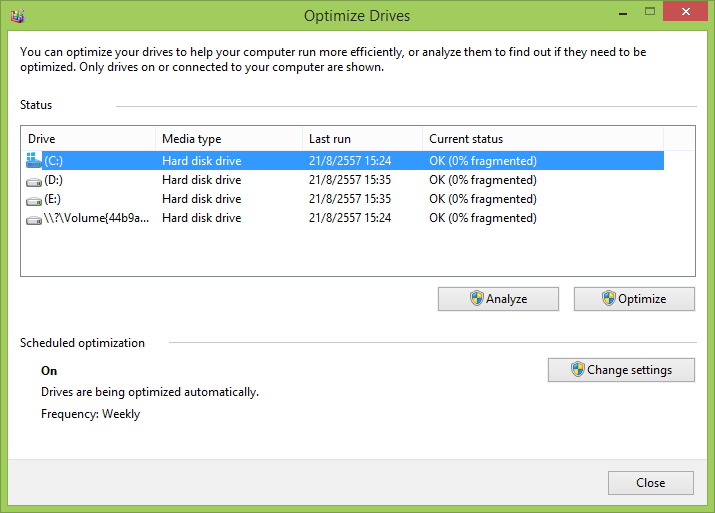 Optimize Drives
You can optimize your drives to help your computer run more efficiently, or analyze them to find out if they need to be
optimized. Only drives on or connected to your computer are shown.
Status
Drive Media type Last run Current status
(C:) Hard disk drive 21/8/2557 15:24 OK (0% fragmented)
(D:) Hard disk drive 21/8/2557 15:35 OK (0% fragmented)
(E:) Hard disk drive 21/8/2557 15:35 OK (0% fragmented)
\\?\Volume{44b9a... Hard disk drive 21/8/2557 15:24 OK (0% fragmented)
Analyze Optimize
Scheduled optimization
On
Change settings
Drives are being optimized automatically.
Frequency: Weekly
Close